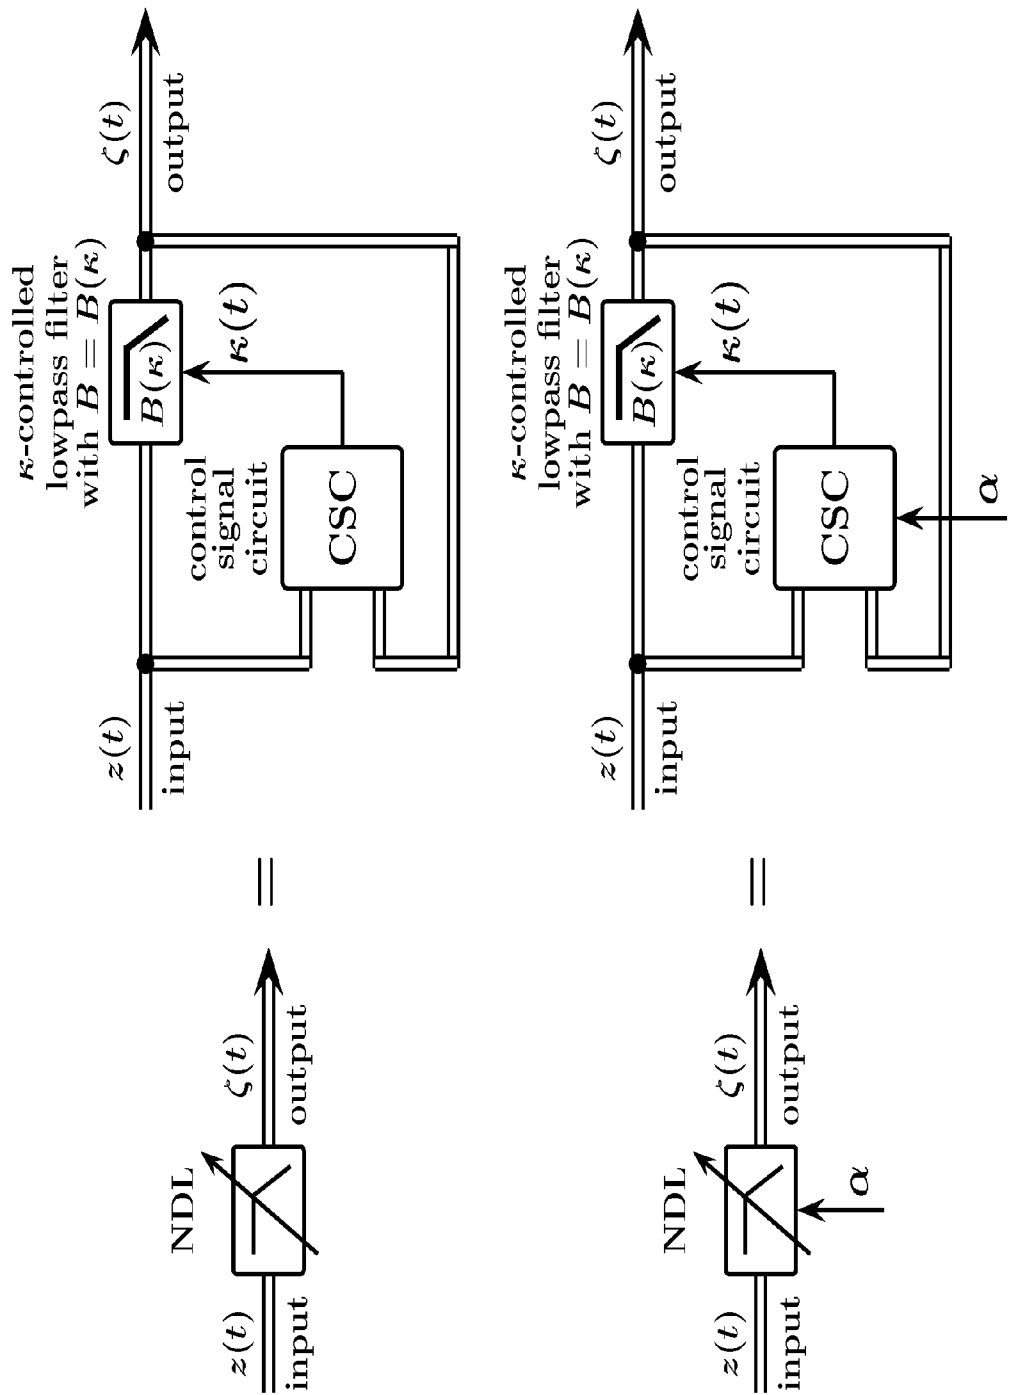 NDL
z(t)
ζ(t)
input
output
=
κ-controlled
lowpass filter
with B = B(κ)
z(t)
ζ(t)
input
output
B(κ)
κ(t)
control
signal
circuit
CSC
NDL
z(t)
ζ(t)
input
output
α
=
κ-controlled
lowpass filter
with B = B(κ)
z(t)
ζ(t)
input
output
B(κ)
κ(t)
control
signal
circuit
CSC
α